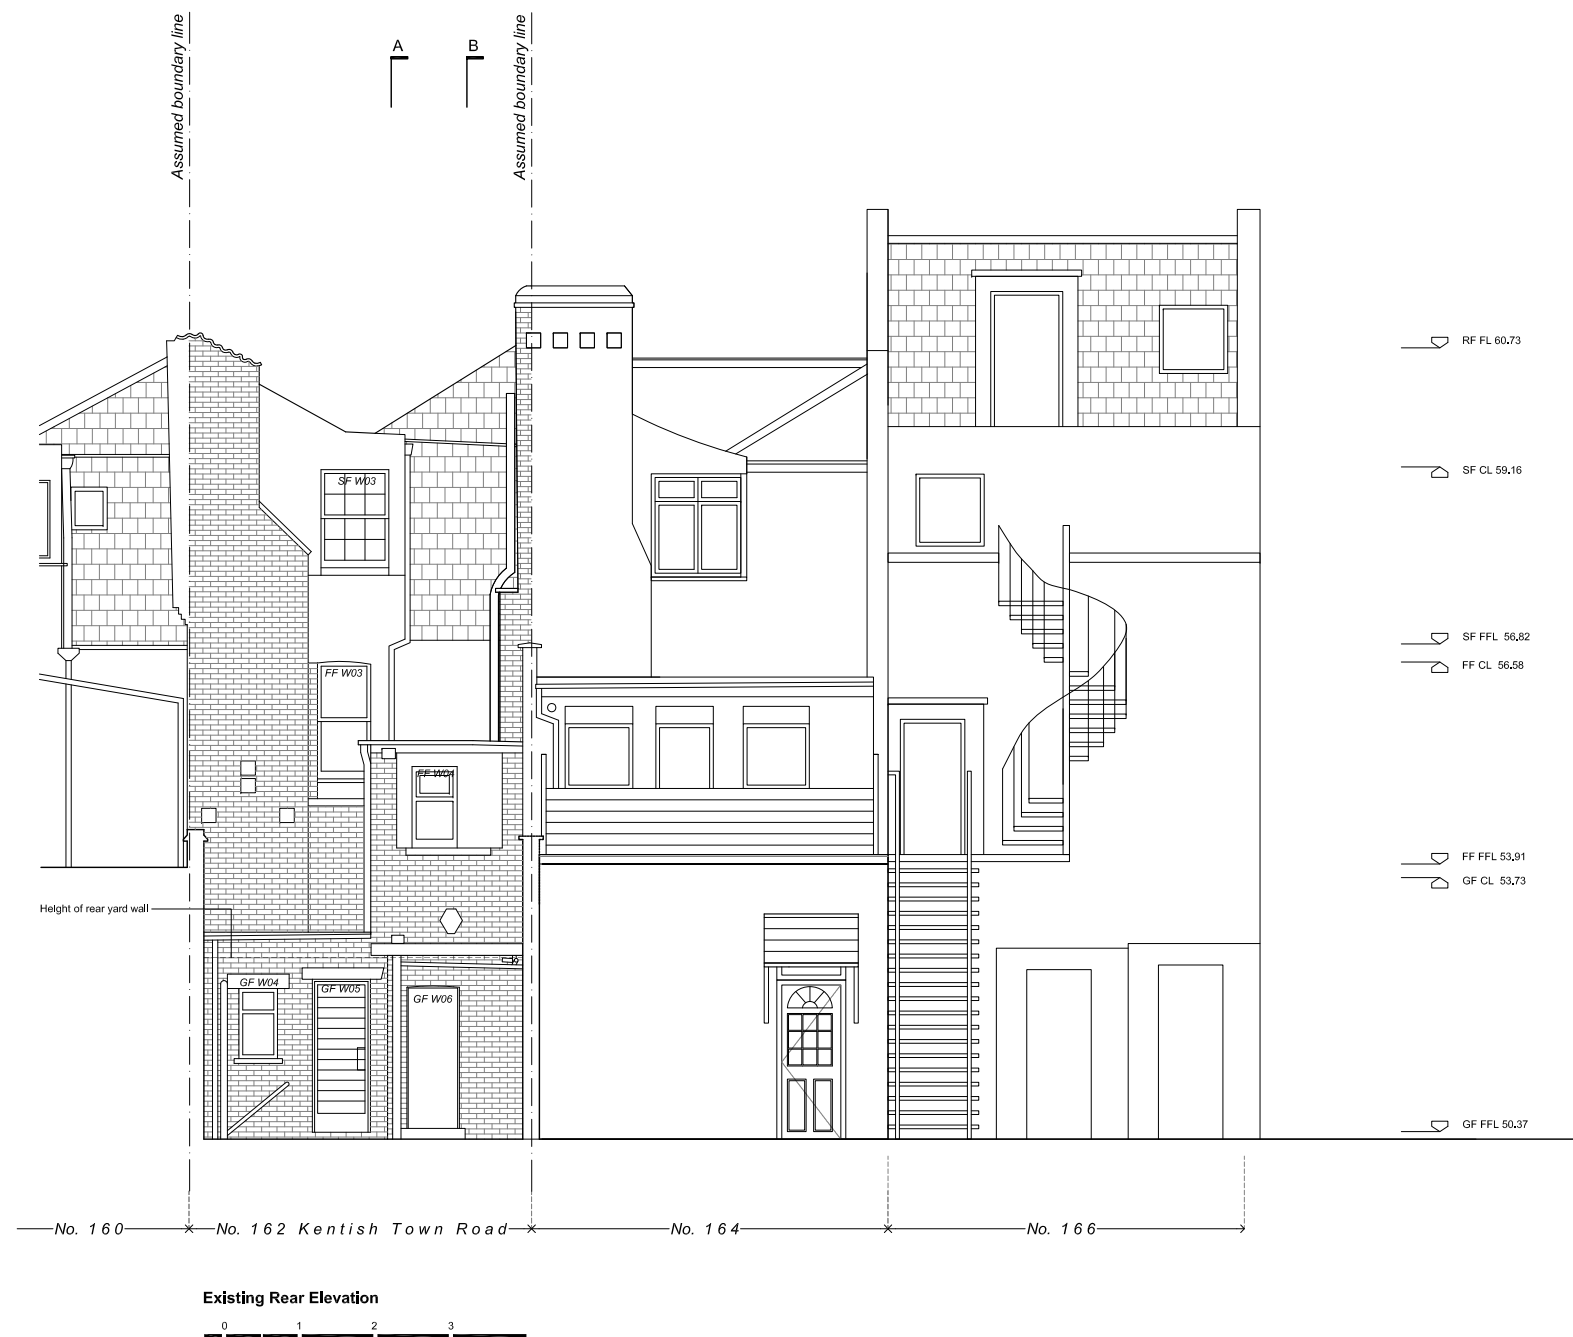 Assumed boundary line
A
B
Assumed boundary line
RF FL 60.73
SF CL 59.16
SF W03
SF FFL 56.82
FF CL 56.58
FF W03
FF W04
FF FFL 53.91
GF CL 53.73
Height of rear yard wall
GF W04
GF W05
GF W06
GF FFL 50.37
No. 160
No. 162 Kentish Town Road
No. 164
No. 166
Existing Rear Elevation
0 1 2 3